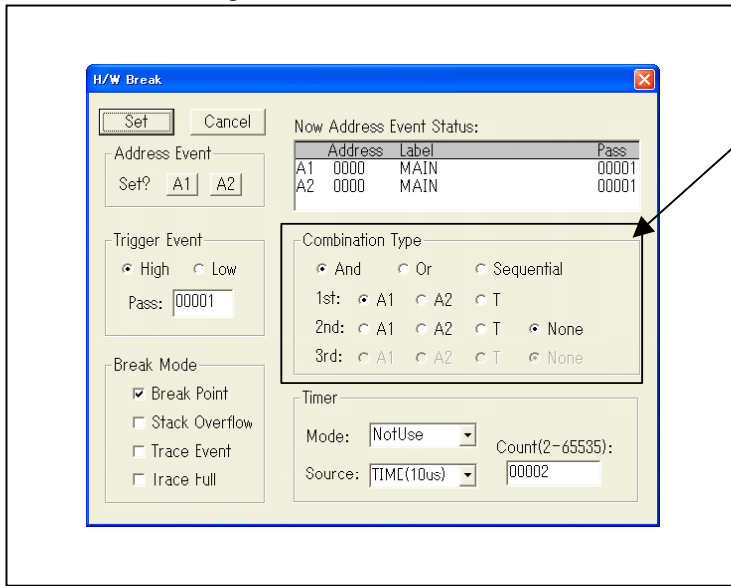 H/W Break
Set Cancel
Now Address Event Status:
Address Label Pass
A1 0000 MAIN 00001
A2 0000 MAIN 00001
Address Event
Set? A1 A2
Trigger Event
High Low
Pass: 00001
Combination Type
And Or Sequential
1st: A1 A2 T
2nd: A1 A2 T None
3rd: A1 A2 T None
Break Mode
Break Point
Stack Overflow
Trace Event
Trace Full
Timer
Mode: NotUse
Count(2-65535):
Source: TIME(10us) 00002